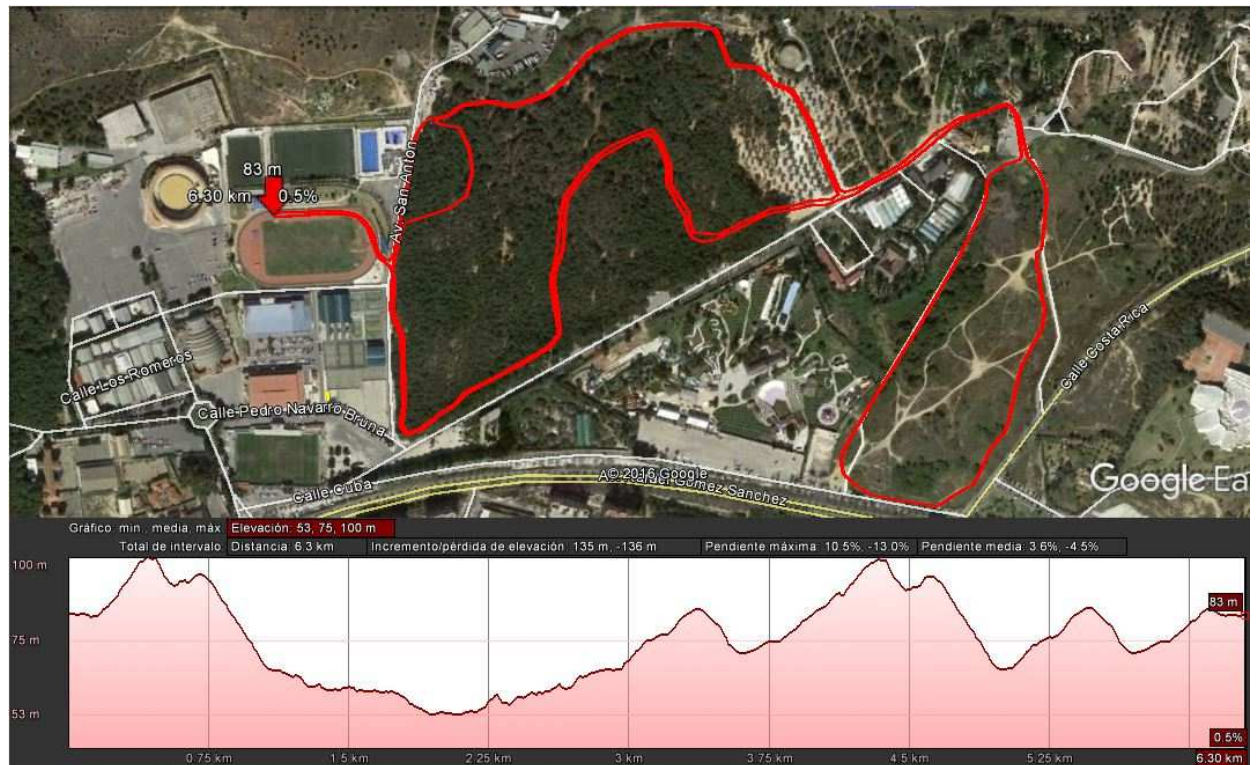 83 m
6.30 km 0.5%
Av. San Antón
Calle Los Romeros
Calle Pedro Navarro Bruna
Calle Costa Rica
© 2016 Google
Calle Cuba
Gómez Sánchez
Google Ea
Gráfico: min., media, máx. Elevación: 53, 75, 100 m
Total de intervalo: Distancia: 6.3 km Incremento/pérdida de elevación: 135 m, -136 m Pendiente máxima: 10.5%, -13.0% Pendiente media: 3.6%, -4.5%
100 m
83 m
75 m
53 m
0.5%
0.75 km 1.5 km 2.25 km 3 km 3.75 km 4.5 km 5.25 km 6.30 km